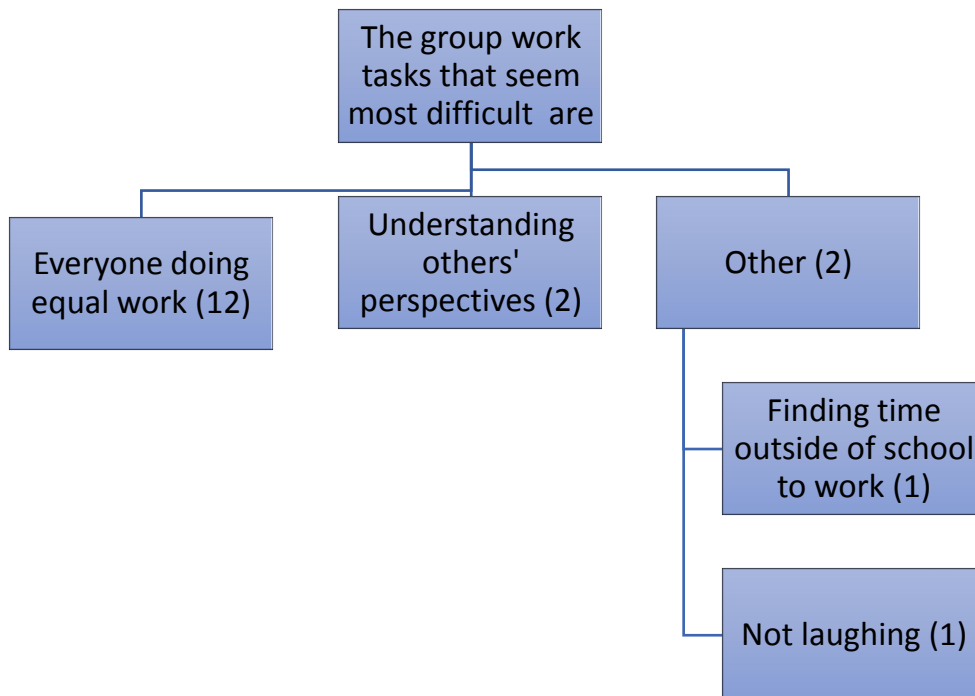 The group work
tasks that seem
most difficult are
Everyone doing
equal work (12)
Understanding
others'
perspectives (2)
Other (2)
Finding time
outside of school
to work (1)
Not laughing (1)